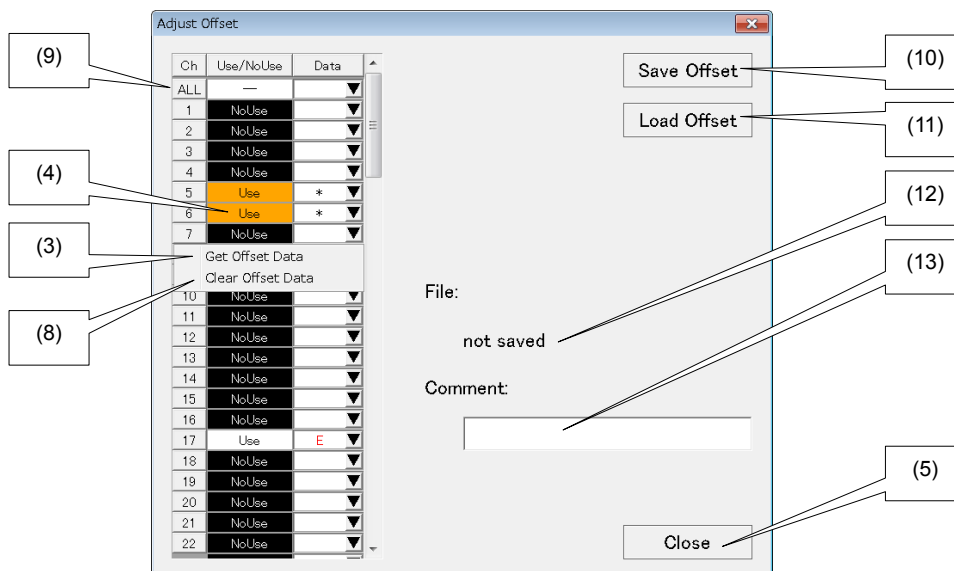 Adjust Offset
(9)
(4)
(3)
(8)
Ch Use/NoUse Data
ALL —
1 NoUse
2 NoUse
3 NoUse
4 NoUse
5 Use *
6 Use *
7 NoUse
Get Offset Data
Clear Offset Data
10 NoUse
11 NoUse
12 NoUse
13 NoUse
14 NoUse
15 NoUse
16 NoUse
17 Use E
18 NoUse
19 NoUse
20 NoUse
21 NoUse
22 NoUse
Save Offset
Load Offset
File:
not saved
Comment:
Close
(10)
(11)
(12)
(13)
(5)